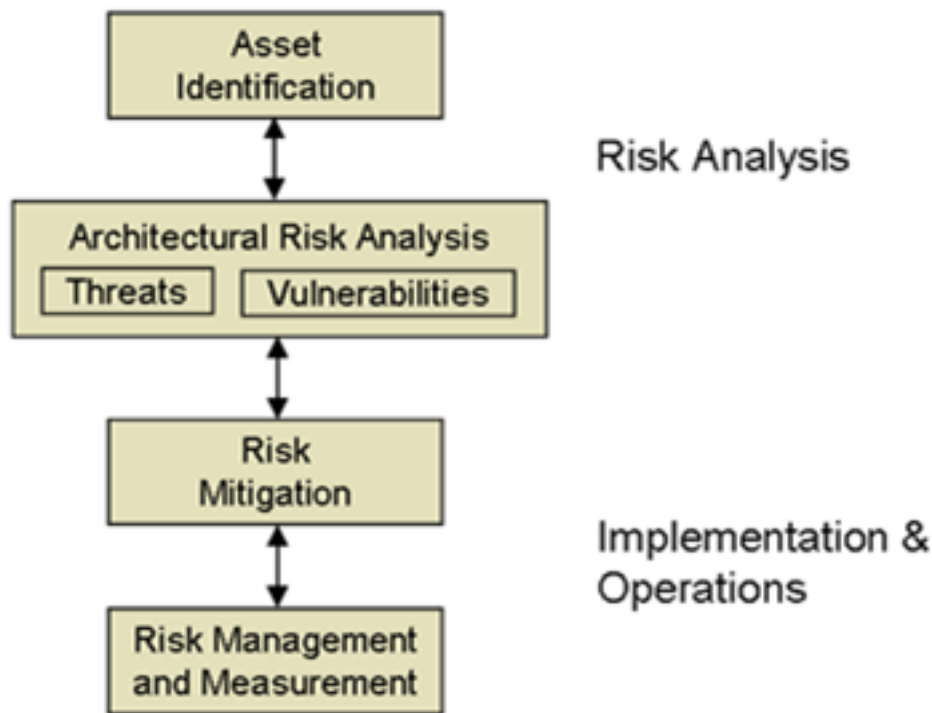 Asset
Identification
Risk Analysis
Architectural Risk Analysis
Threats
Vulnerabilities
Risk
Mitigation
Implementation &
Operations
Risk Management
and Measurement